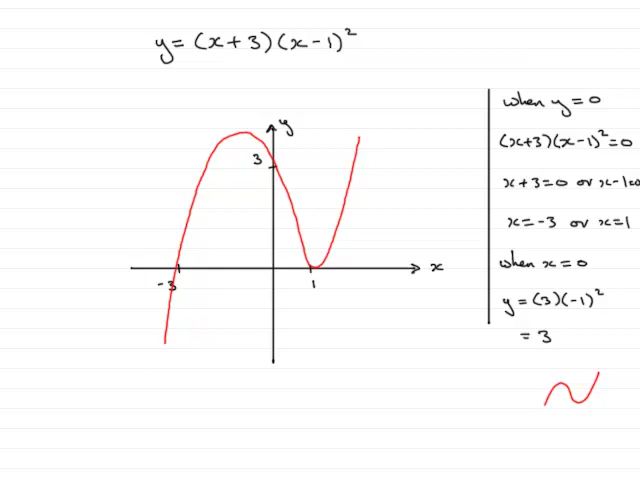 y = (x+3)(x-1)²
y
3
x
-3
1
when y = 0
(x+3)(x-1)² = 0
x+3=0 or x-1=0
x = -3 or x = 1
when x = 0
y = (3)(-1)²
= 3